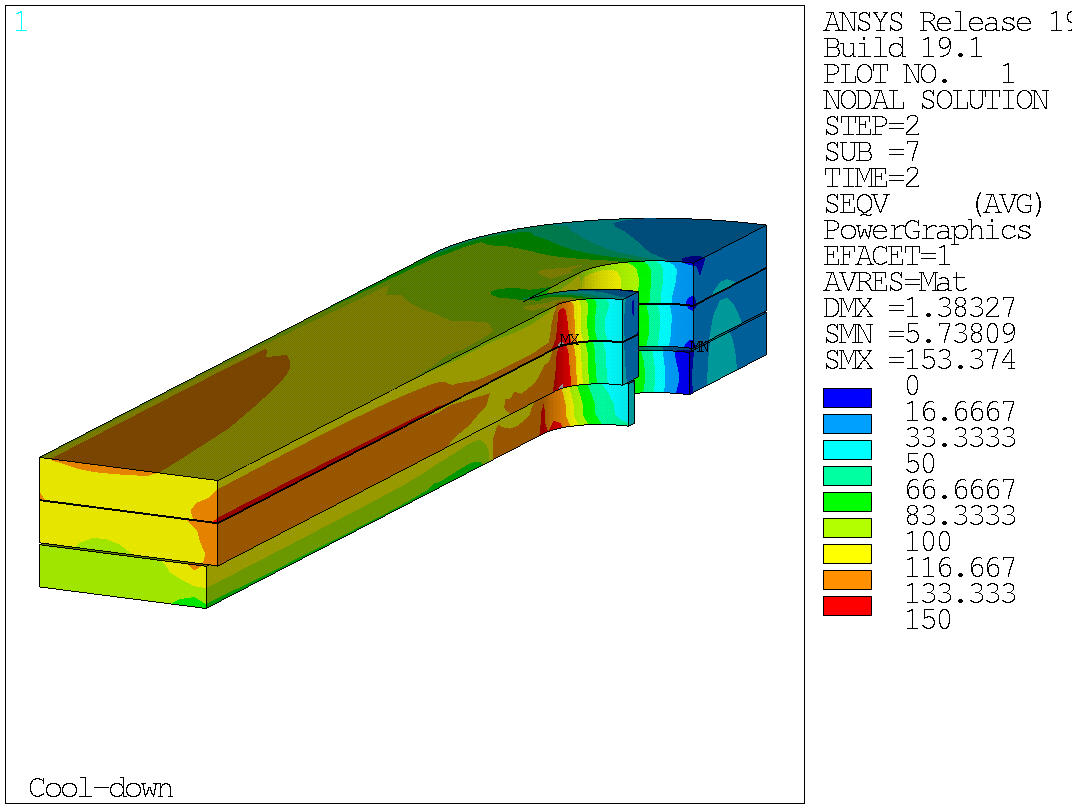 1
ANSYS Release 19
Build 19.1
PLOT NO. 1
NODAL SOLUTION
STEP=2
SUB =7
TIME=2
SEQV (AVG)
PowerGraphics
EFACET=1
AVRES=Mat
DMX =1.38327
SMN =5.73809
SMX =153.374
0
16.6667
33.3333
50
66.6667
83.3333
100
116.667
133.333
150
MX
MN
Cool-down